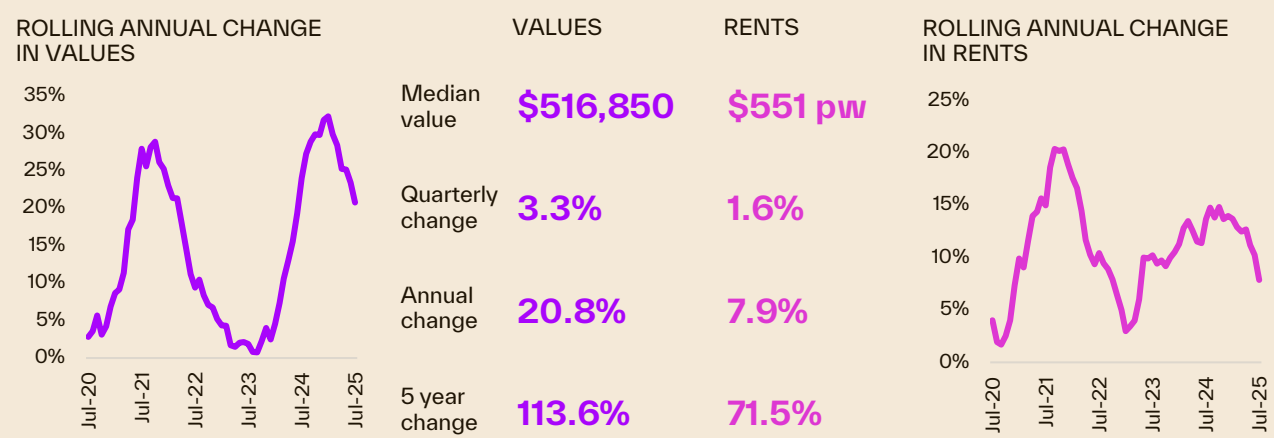 ROLLING ANNUAL CHANGE
IN VALUES
35%
30%
25%
20%
15%
10%
5%
0%
Jul-20
Jul-21
Jul-22
Jul-23
Jul-24
Jul-25
VALUES
RENTS
Median
value
$516,850
$551 pw
Quarterly
change
3.3%
1.6%
Annual
change
20.8%
7.9%
5 year
change
113.6%
71.5%
ROLLING ANNUAL CHANGE
IN RENTS
25%
20%
15%
10%
5%
0%
Jul-20
Jul-21
Jul-22
Jul-23
Jul-24
Jul-25